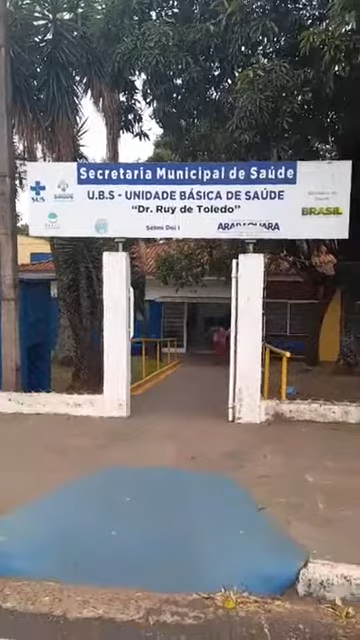 Secretaria Municipal de Saúde
U.B.S - UNIDADE BÁSICA DE SAÚDE
"Dr. Ruy de Toledo"
SUS
ARARAQUARA
BRASIL